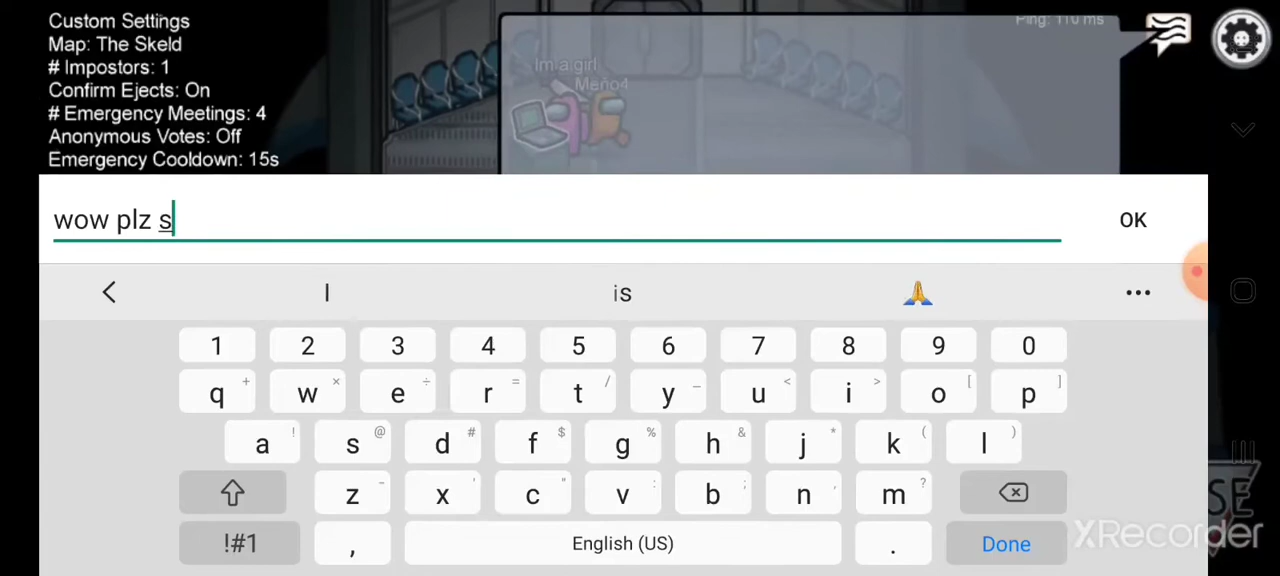 Custom Settings
Map: The Skeld
# Impostors: 1
Confirm Ejects: On
# Emergency Meetings: 4
Anonymous Votes: Off
Emergency Cooldown: 15s
Ping: 110 ms
Im a girl
Meño4
wow plz s
OK
I is 🙏
1 2 3 4 5 6 7 8 9 0
q + w × e ÷ r = t / y _ u < i > o [ p ]
a ! s @ d # f $ g % h & j * k ( l )
z - x ' c " v : b ; n , m ?
!#1 , English (US) . Done
XRecorder